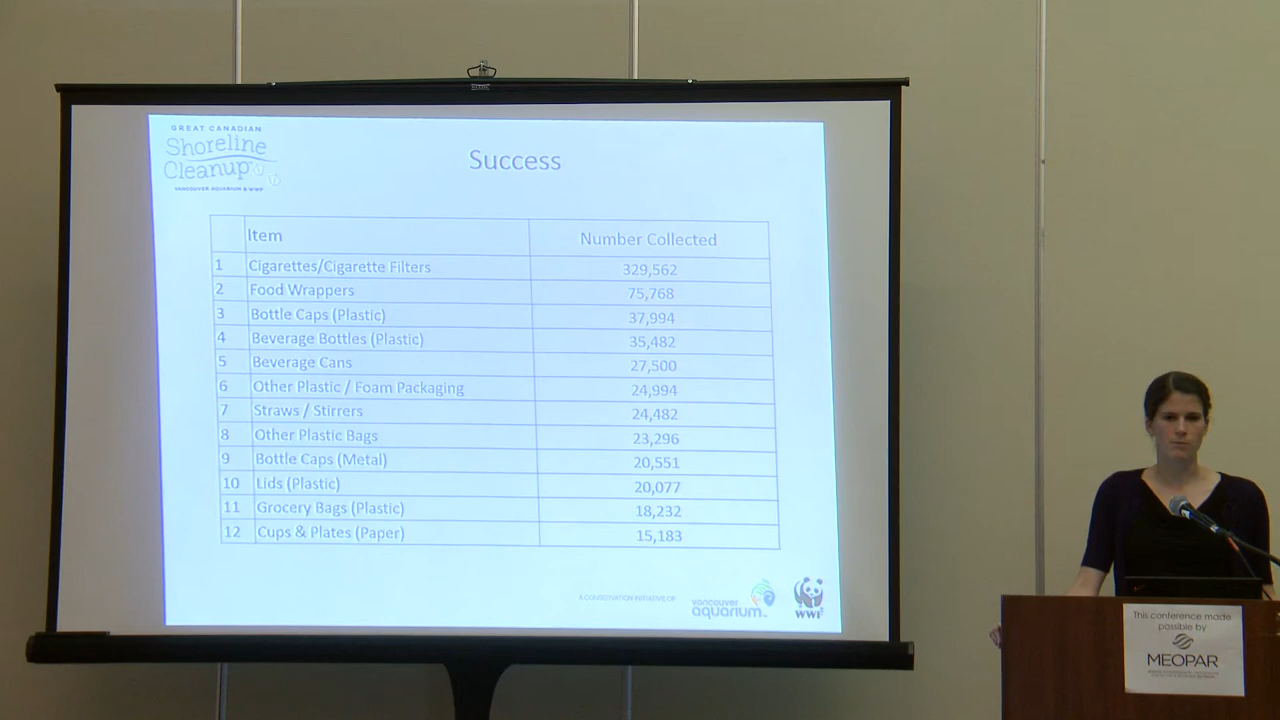 GREAT CANADIAN
Shoreline
Cleanup
VANCOUVER AQUARIUM & WWF
Success
Item Number Collected
1 Cigarettes/Cigarette Filters 329,562
2 Food Wrappers 75,768
3 Bottle Caps (Plastic) 37,994
4 Beverage Bottles (Plastic) 35,482
5 Beverage Cans 27,500
6 Other Plastic / Foam Packaging 24,994
7 Straws / Stirrers 24,482
8 Other Plastic Bags 23,296
9 Bottle Caps (Metal) 20,551
10 Lids (Plastic) 20,077
11 Grocery Bags (Plastic) 18,232
12 Cups & Plates (Paper) 15,183
A CONSERVATION INITIATIVE OF
vancouver
aquarium
WWF
This conference made
possible by
MEOPAR